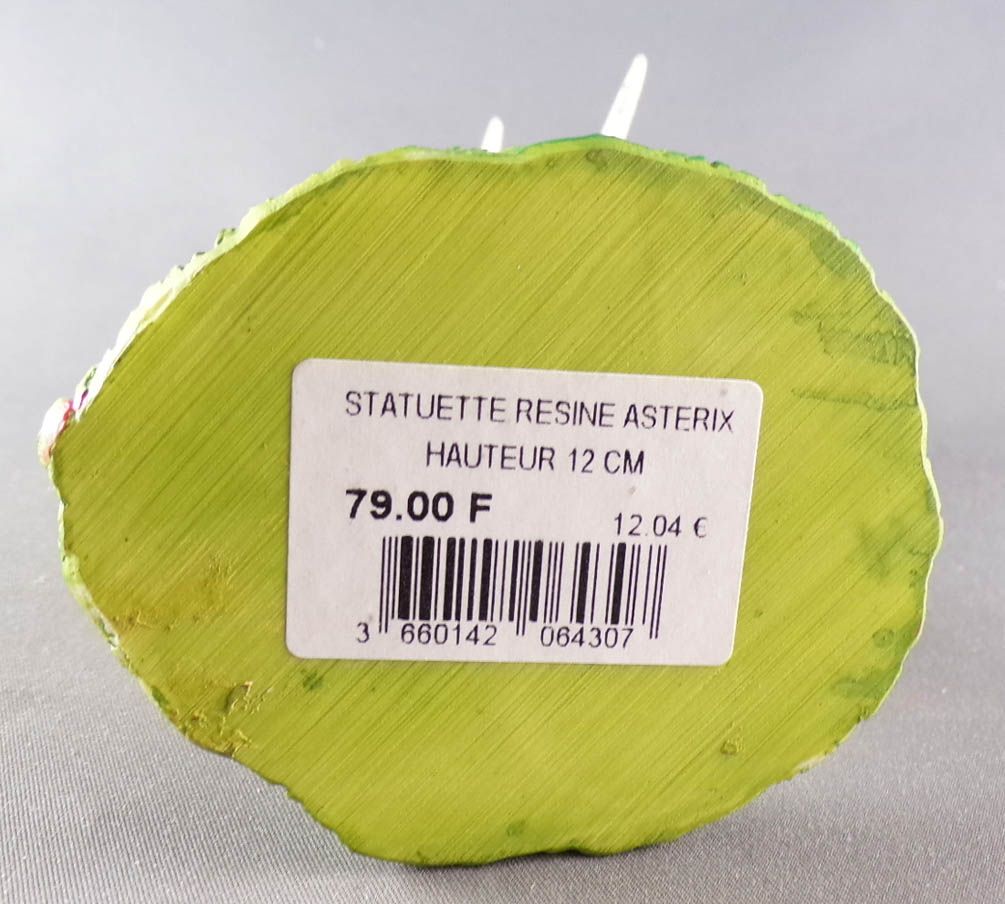 STATUETTE RESINE ASTERIX
HAUTEUR 12 CM
79.00 F
12.04 €
3 660142 064307